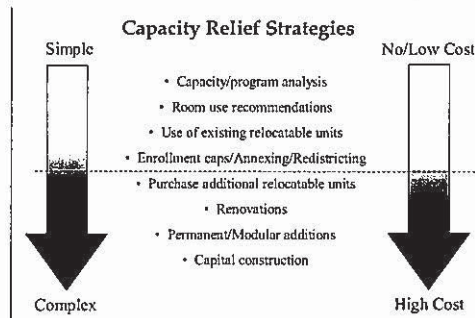 Capacity Relief Strategies
Simple
No/Low Cost
• Capacity/program analysis
• Room use recommendations
• Use of existing relocatable units
• Enrollment caps/Annexing/Redistricting
• Purchase additional relocatable units
• Renovations
• Permanent/Modular additions
• Capital construction
Complex
High Cost